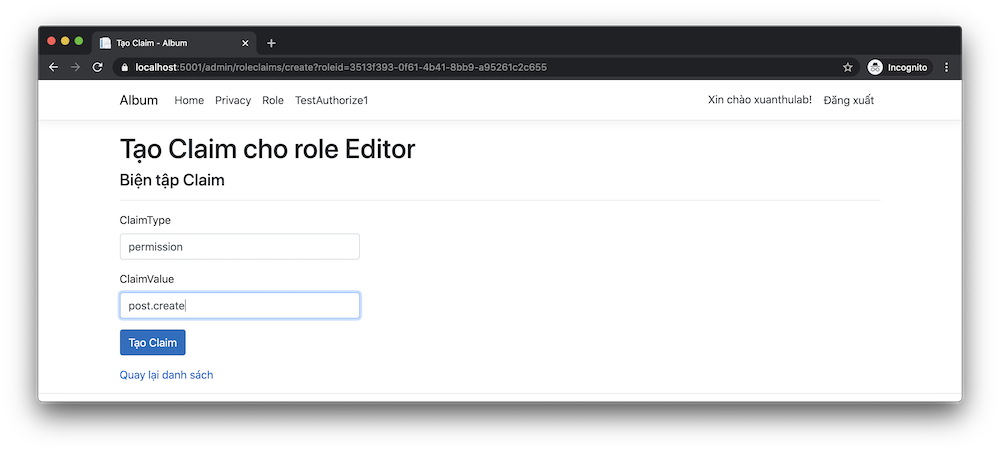 Tạo Claim - Album
localhost:5001/admin/roleclaims/create?roleid=3513f393-0f61-4b41-8bb9-a95261c2c655
Incognito
Album Home Privacy Role TestAuthorize1 Xin chào xuanthulab! Đăng xuất
Tạo Claim cho role Editor
Biện tập Claim
ClaimType
permission
ClaimValue
post.create
Tạo Claim
Quay lại danh sách